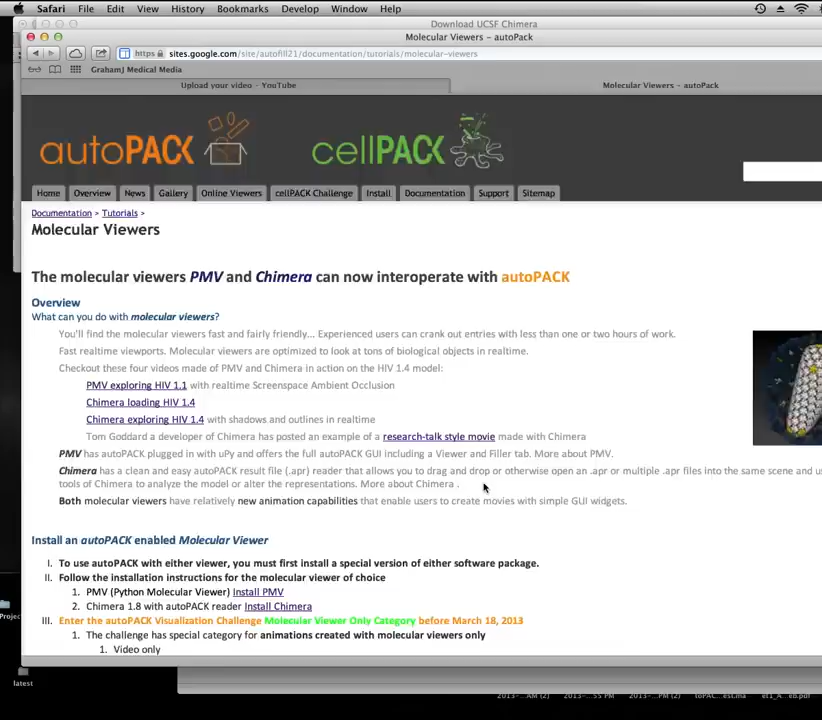 Safari File Edit View History Bookmarks Develop Window Help
Download UCSF Chimera
Molecular Viewers – autoPack
https sites.google.com/site/autofill21/documentation/tutorials/molecular-viewers
GrahamJ Medical Media
Upload your video - YouTube
Molecular Viewers – autoPack
autoPACK cellPACK
Home Overview News Gallery Online Viewers cellPACK Challenge Install Documentation Support Sitemap
Documentation > Tutorials >
Molecular Viewers
The molecular viewers PMV and Chimera can now interoperate with autoPACK
Overview
What can you do with molecular viewers?
You'll find the molecular viewers fast and fairly friendly... Experienced users can crank out entries with less than one or two hours of work.
Fast realtime viewports. Molecular viewers are optimized to look at tons of biological objects in realtime.
Checkout these four videos made of PMV and Chimera in action on the HIV 1.4 model:
PMV exploring HIV 1.1 with realtime Screenspace Ambient Occlusion
Chimera loading HIV 1.4
Chimera exploring HIV 1.4 with shadows and outlines in realtime
Tom Goddard a developer of Chimera has posted an example of a research-talk style movie made with Chimera
PMV has autoPACK plugged in with uPy and offers the full autoPACK GUI including a Viewer and Filler tab. More about PMV.
Chimera has a clean and easy autoPACK result file (.apr) reader that allows you to drag and drop or otherwise open an .apr or multiple .apr files into the same scene and u
tools of Chimera to analyze the model or alter the representations. More about Chimera .
Both molecular viewers have relatively new animation capabilities that enable users to create movies with simple GUI widgets.
Install an autoPACK enabled Molecular Viewer
I. To use autoPACK with either viewer, you must first install a special version of either software package.
II. Follow the installation instructions for the molecular viewer of choice
1. PMV (Python Molecular Viewer) Install PMV
2. Chimera 1.8 with autoPACK reader Install Chimera
III. Enter the autoPACK Visualization Challenge Molecular Viewer Only Category before March 18, 2013
1. The challenge has special category for animations created with molecular viewers only
1. Video only
Projec
latest
2013-...AM (2) 2013-...55 PM 2013-...PM (2)